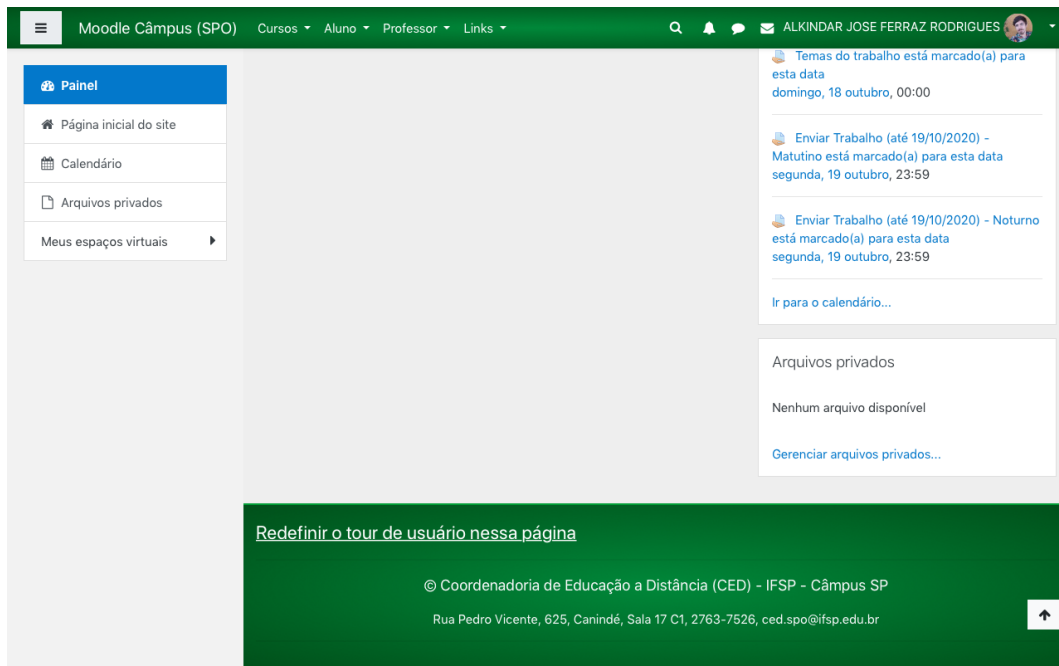 Moodle Câmpus (SPO) Cursos Aluno Professor Links ALKINDAR JOSE FERRAZ RODRIGUES
Painel
Página inicial do site
Calendário
Arquivos privados
Meus espaços virtuais
Temas do trabalho está marcado(a) para
esta data
domingo, 18 outubro, 00:00
Enviar Trabalho (até 19/10/2020) -
Matutino está marcado(a) para esta data
segunda, 19 outubro, 23:59
Enviar Trabalho (até 19/10/2020) - Noturno
está marcado(a) para esta data
segunda, 19 outubro, 23:59
Ir para o calendário...
Arquivos privados
Nenhum arquivo disponível
Gerenciar arquivos privados...
Redefinir o tour de usuário nessa página
© Coordenadoria de Educação a Distância (CED) - IFSP - Câmpus SP
Rua Pedro Vicente, 625, Canindé, Sala 17 C1, 2763-7526, ced.spo@ifsp.edu.br